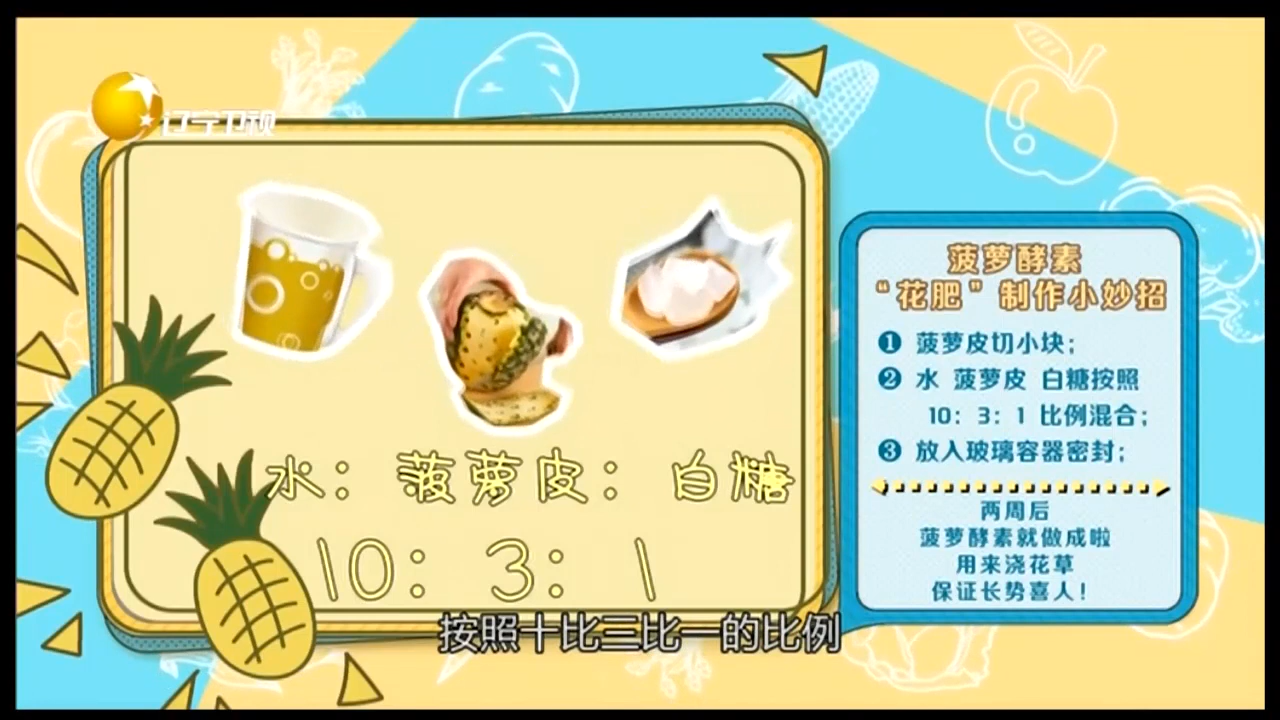 辽宁卫视
水：菠萝皮：白糖
10：3：1
菠萝酵素
“花肥”制作小妙招
❶ 菠萝皮切小块；
❷ 水 菠萝皮 白糖按照
10：3：1 比例混合；
❸ 放入玻璃容器密封；
两周后
菠萝酵素就做成啦
用来浇花草
保证长势喜人！
按照十比三比一的比例